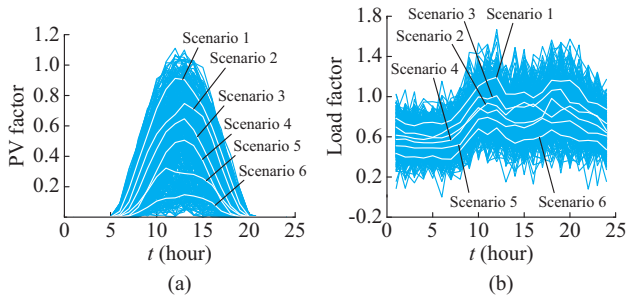 1.2
1.0
0.8
0.6
0.4
0.2
PV factor
Scenario 1
Scenario 2
Scenario 3
Scenario 4
Scenario 5
Scenario 6
0 5 10 15 20 25
t (hour)
(a)
1.8
1.4
1.0
0.6
0.2
-0.2
Load factor
Scenario 3
Scenario 1
Scenario 2
Scenario 4
Scenario 5
Scenario 6
0 5 10 15 20 25
t (hour)
(b)